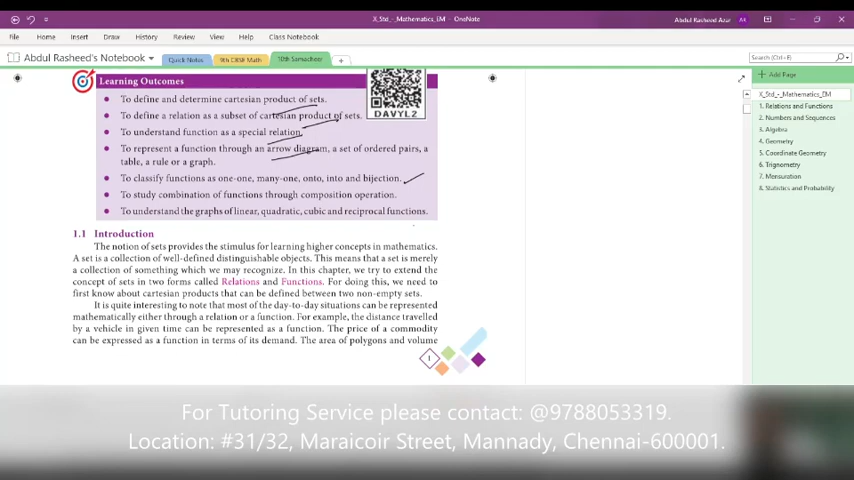 X_Std_-_Mathematics_EM - OneNote
Abdul Rasheed Azar
AR
File Home Insert Draw History Review View Help Class Notebook
Abdul Rasheed's Notebook
Quick Notes
9th CBSE Math
10th Samacheer
Search (Ctrl+E)
Add Page
X_Std_-_Mathematics_EM
1. Relations and Functions
2. Numbers and Sequences
3. Algebra
4. Geometry
5. Coordinate Geometry
6. Trignometry
7. Mensuration
8. Statistics and Probability
Learning Outcomes
DAVYL2
• To define and determine cartesian product of sets.
• To define a relation as a subset of cartesian product of sets.
• To understand function as a special relation.
• To represent a function through an arrow diagram, a set of ordered pairs, a
table, a rule or a graph.
• To classify functions as one-one, many-one, onto, into and bijection.
• To study combination of functions through composition operation.
• To understand the graphs of linear, quadratic, cubic and reciprocal functions.
1.1 Introduction
The notion of sets provides the stimulus for learning higher concepts in mathematics.
A set is a collection of well-defined distinguishable objects. This means that a set is merely
a collection of something which we may recognize. In this chapter, we try to extend the
concept of sets in two forms called Relations and Functions. For doing this, we need to
first know about cartesian products that can be defined between two non-empty sets.
It is quite interesting to note that most of the day-to-day situations can be represented
mathematically either through a relation or a function. For example, the distance travelled
by a vehicle in given time can be represented as a function. The price of a commodity
can be expressed as a function in terms of its demand. The area of polygons and volume
1
For Tutoring Service please contact: @9788053319.
Location: #31/32, Maraicoir Street, Mannady, Chennai-600001.